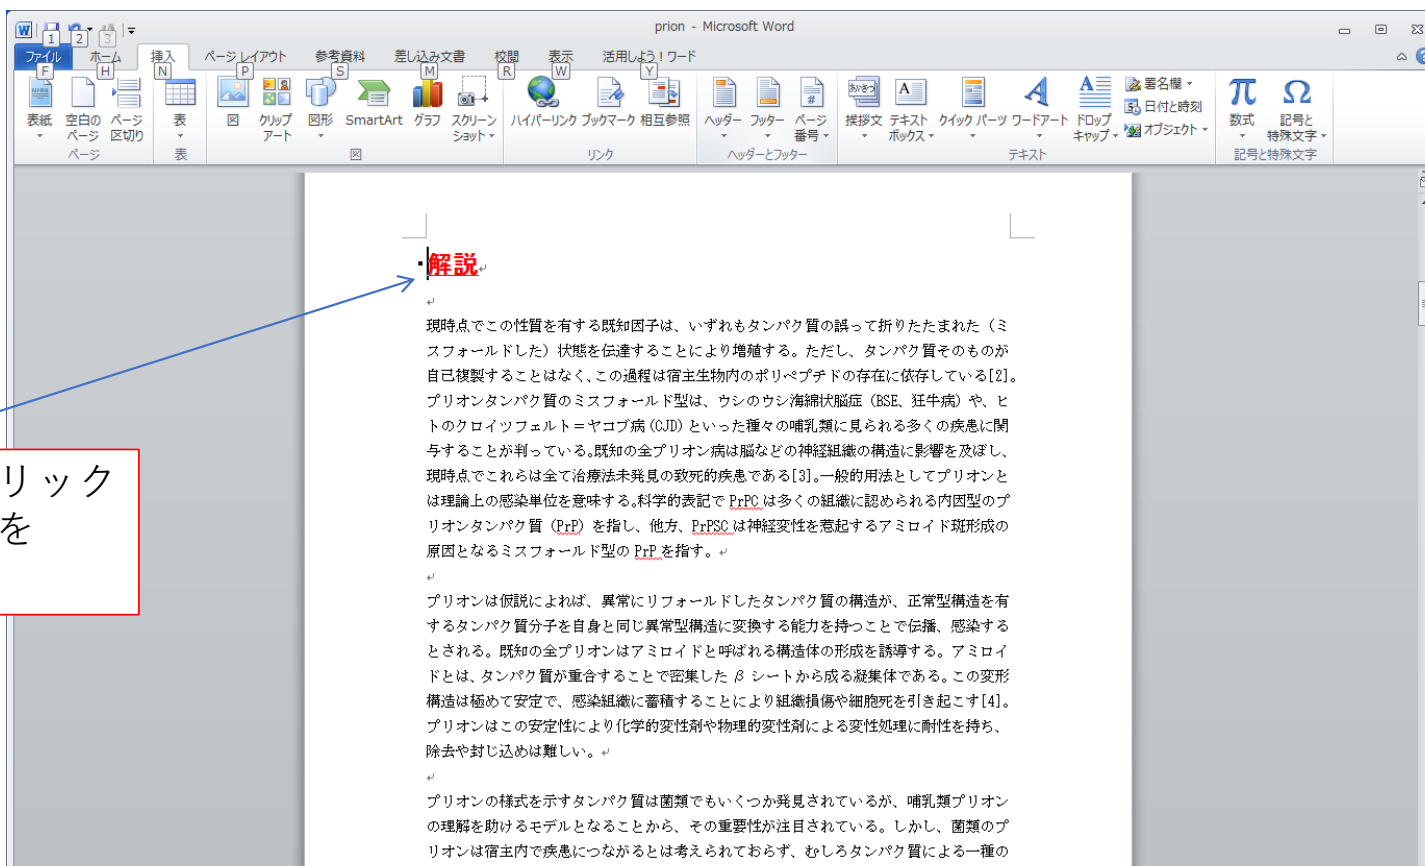 prion - Microsoft Word
1 2 3
ファイル ホーム 挿入 ページ レイアウト 参考資料 差し込み文書 校閲 表示 活用しよう！ワード
F H N P S M R W Y
表紙 空白のページ ページ区切り 表 図 クリップアート 図形 SmartArt グラフ スクリーンショット ハイパーリンク ブックマーク 相互参照 ヘッダー フッター ページ番号 挨拶文 テキストボックス クイック パーツ ワードアート ドロップキャップ 署名欄 日付と時刻 オブジェクト 数式 記号と特殊文字
ページ 表 図 リンク ヘッダーとフッター テキスト 記号と特殊文字
解説
現時点でこの性質を有する既知因子は、いずれもタンパク質の誤って折りたたまれた（ミ
スフォールドした）状態を伝達することにより増殖する。ただし、タンパク質そのものが
自己複製することはなく、この過程は宿主生物内のポリペプチドの存在に依存している[2]。
プリオンタンパク質のミスフォールド型は、ウシのウシ海綿状脳症（BSE、狂牛病）や、ヒ
トのクロイツフェルト＝ヤコブ病(CJD)といった種々の哺乳類に見られる多くの疾患に関
与することが判っている。既知の全プリオン病は脳などの神経組織の構造に影響を及ぼし、
現時点でこれらは全て治療法未発見の致死的疾患である[3]。一般的用法としてプリオンと
は理論上の感染単位を意味する。科学的表記で PrPC は多くの組織に認められる内因型のプ
リオンタンパク質（PrP）を指し、他方、PrPSC は神経変性を惹起するアミロイド斑形成の
原因となるミスフォールド型の PrP を指す。
プリオンは仮説によれば、異常にリフォールドしたタンパク質の構造が、正常型構造を有
するタンパク質分子を自身と同じ異常型構造に変換する能力を持つことで伝播、感染する
とされる。既知の全プリオンはアミロイドと呼ばれる構造体の形成を誘導する。アミロイ
ドとは、タンパク質が重合することで密集した β シートから成る凝集体である。この変形
構造は極めて安定で、感染組織に蓄積することにより組織損傷や細胞死を引き起こす[4]。
プリオンはこの安定性により化学的変性剤や物理的変性剤による変性処理に耐性を持ち、
除去や封じ込めは難しい。
プリオンの様式を示すタンパク質は菌類でもいくつか発見されているが、哺乳類プリオン
の理解を助けるモデルとなることから、その重要性が注目されている。しかし、菌類のプ
リオンは宿主内で疾患につながるとは考えられておらず、むしろタンパク質による一種の
リック
を